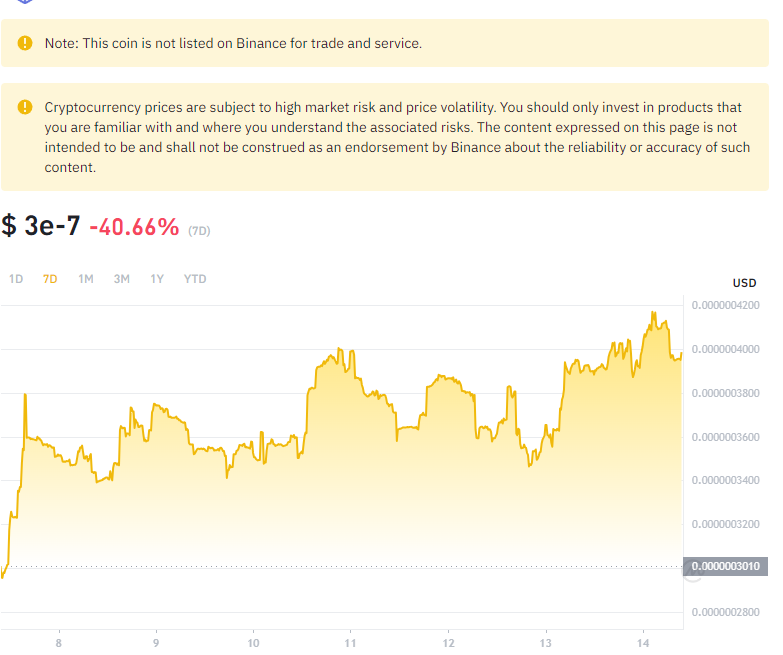 Note: This coin is not listed on Binance for trade and service.
Cryptocurrency prices are subject to high market risk and price volatility. You should only invest in products that
you are familiar with and where you understand the associated risks. The content expressed on this page is not
intended to be and shall not be construed as an endorsement by Binance about the reliability or accuracy of such
content.
$ 3e-7 -40.66% (7D)
1D 7D 1M 3M 1Y YTD
USD
0.0000004200
0.0000004000
0.0000003800
0.0000003600
0.0000003400
0.0000003200
0.0000003010
0.0000002800
8 9 10 11 12 13 14